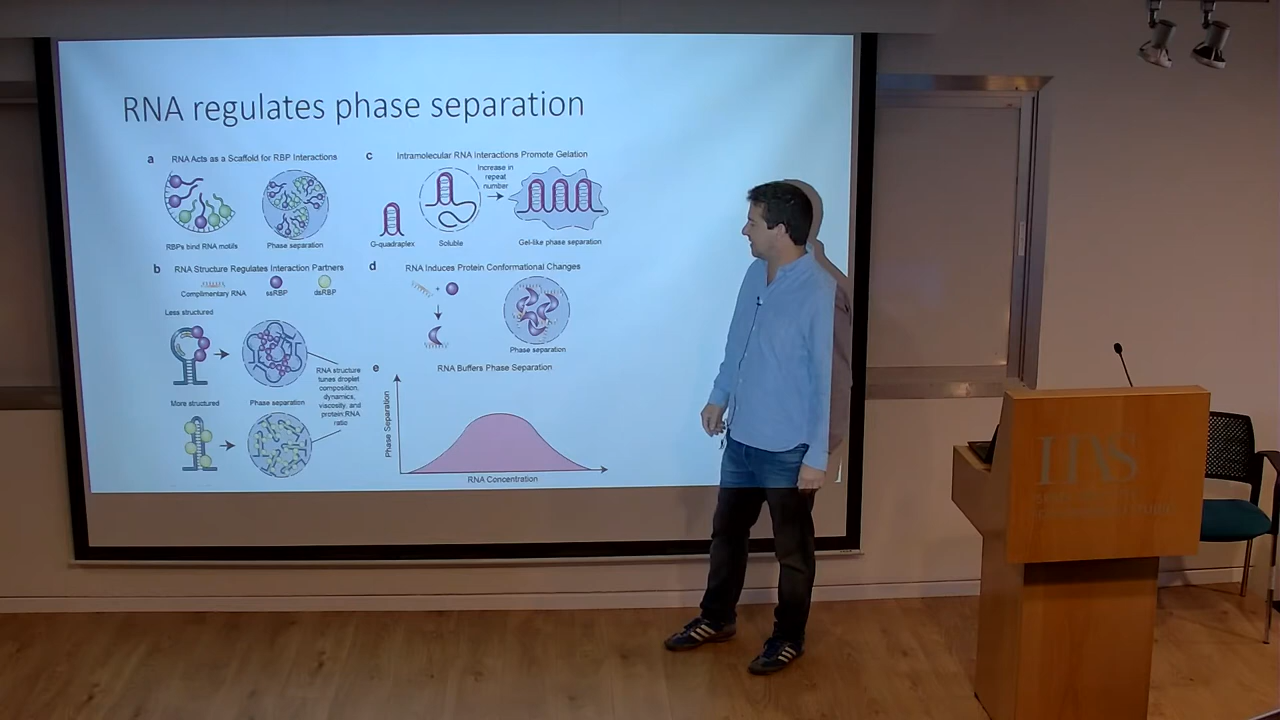 RNA regulates phase separation
a
RNA Acts as a Scaffold for RBP Interactions
RBPs bind RNA motifs
Phase separation
b
RNA Structure Regulates Interaction Partners
Complimentary RNA
ssRBP
dsRBP
Less structured
More structured
Phase separation
RNA structure
tunes droplet
composition,
dynamics,
viscosity, and
protein:RNA
ratio
c
Intramolecular RNA Interactions Promote Gelation
Increase in
repeat
number
G-quadraplex
Soluble
Gel-like phase separation
d
RNA Induces Protein Conformational Changes
+
Phase separation
e
RNA Buffers Phase Separation
Phase Separation
RNA Concentration
IIAS